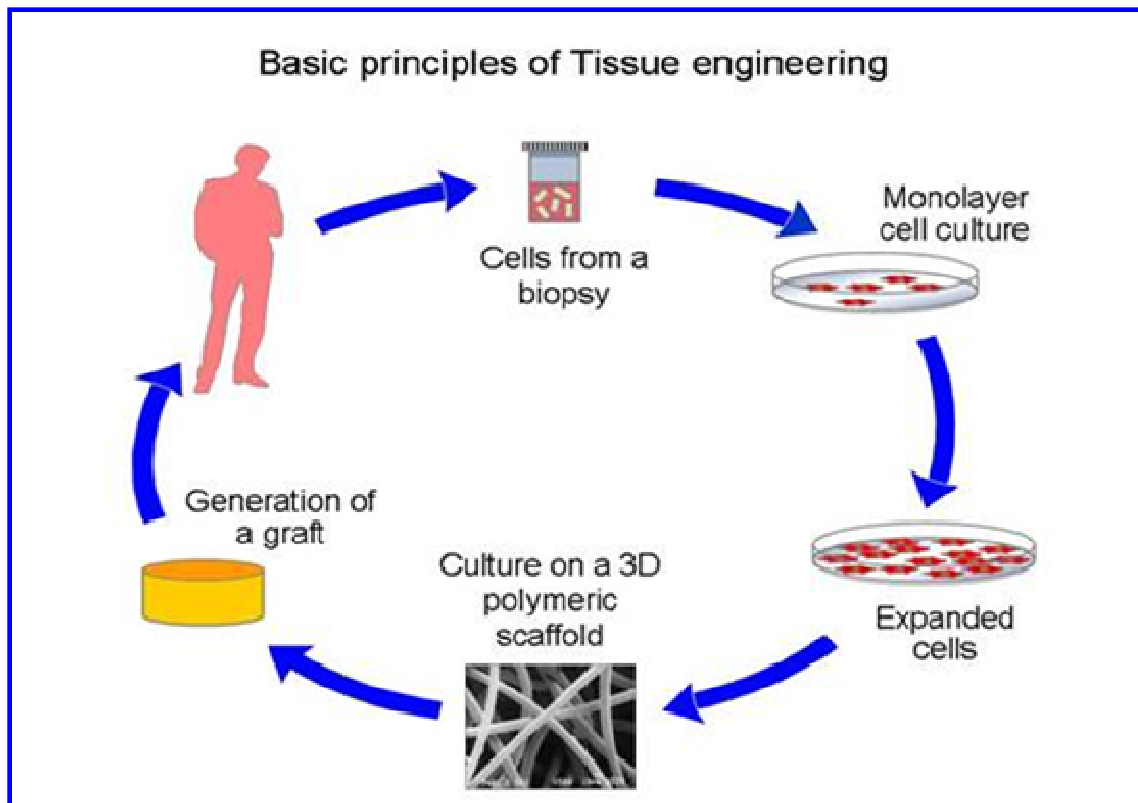 Basic principles of Tissue engineering
Cells from a
biopsy
Monolayer
cell culture
Expanded
cells
Culture on a 3D
polymeric
scaffold
Generation of
a graft